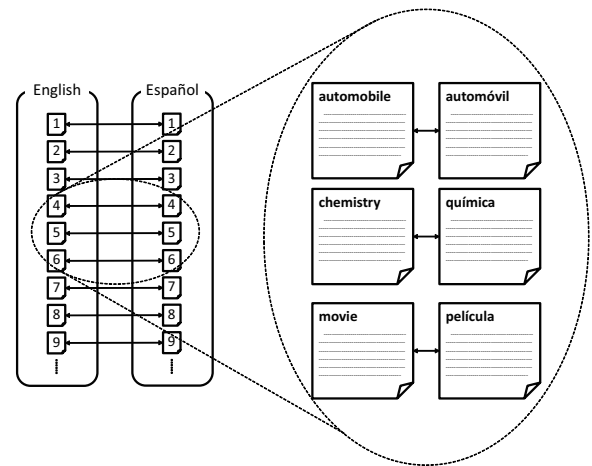 English Español
1 1
2 2
3 3
4 4
5 5
6 6
7 7
8 8
9 9
automobile automóvil
chemistry química
movie película